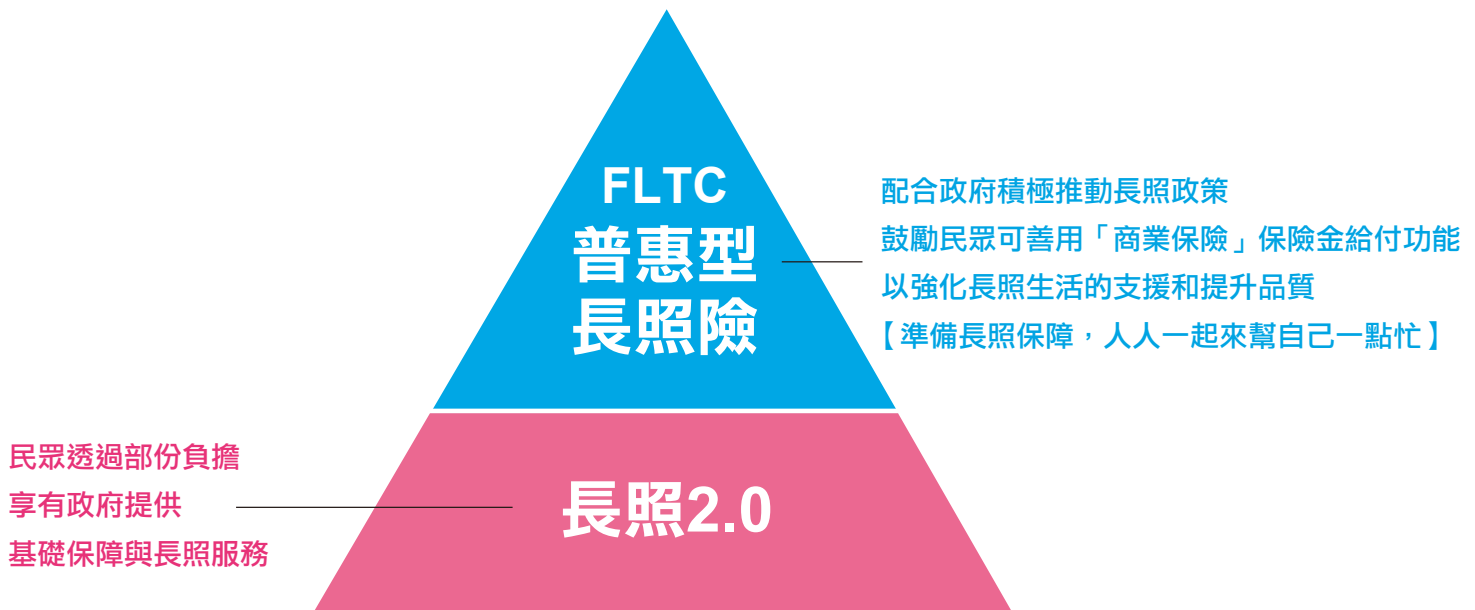 FLTC
普惠型
長照險
配合政府積極推動長照政策
鼓勵民眾可善用「商業保險」保險金給付功能
以強化長照生活的支援和提升品質
【準備長照保障，人人一起來幫自己一點忙】
民眾透過部份負擔
享有政府提供
基礎保障與長照服務
長照2.0